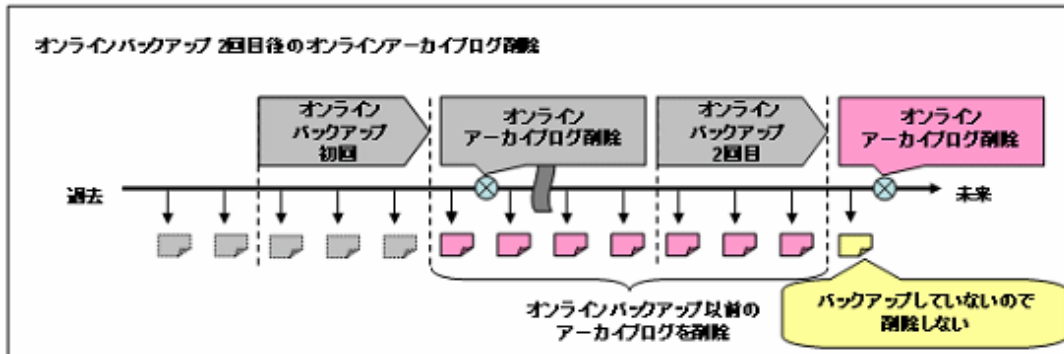 オンラインバックアップ 2回目後のオンラインアーカイブログ削除
オンライン
バックアップ
初回
オンライン
アーカイブログ削除
オンライン
バックアップ
2回目
オンライン
アーカイブログ削除
過去
未来
オンラインバックアップ以前の
アーカイブログを削除
バックアップしていないので
削除しない